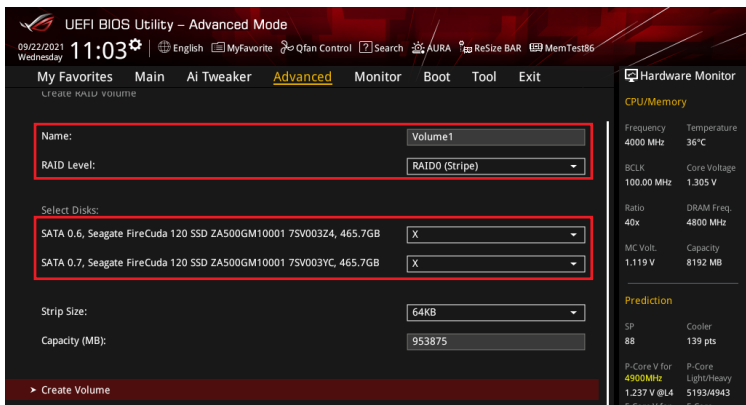 UEFI BIOS Utility – Advanced Mode
09/22/2021 Wednesday 11:03 English MyFavorite Qfan Control ? Search AURA ReSize BAR MemTest86
My Favorites Main Ai Tweaker Advanced Monitor Boot Tool Exit
Create RAID Volume
Name: Volume1
RAID Level: RAID0 (Stripe)
Select Disks:
SATA 0.6, Seagate FireCuda 120 SSD ZA500GM10001 7SV003Z4, 465.7GB X
SATA 0.7, Seagate FireCuda 120 SSD ZA500GM10001 7SV003YC, 465.7GB X
Strip Size: 64KB
Capacity (MB): 953875
Create Volume
Hardware Monitor
CPU/Memory
Frequency Temperature
4000 MHz 36°C
BCLK Core Voltage
100.00 MHz 1.305 V
Ratio DRAM Freq.
40x 4800 MHz
MC Volt. Capacity
1.119 V 8192 MB
Prediction
SP Cooler
88 139 pts
P-Core V for P-Core
4900MHz Light/Heavy
1.237 V @L4 5193/4943